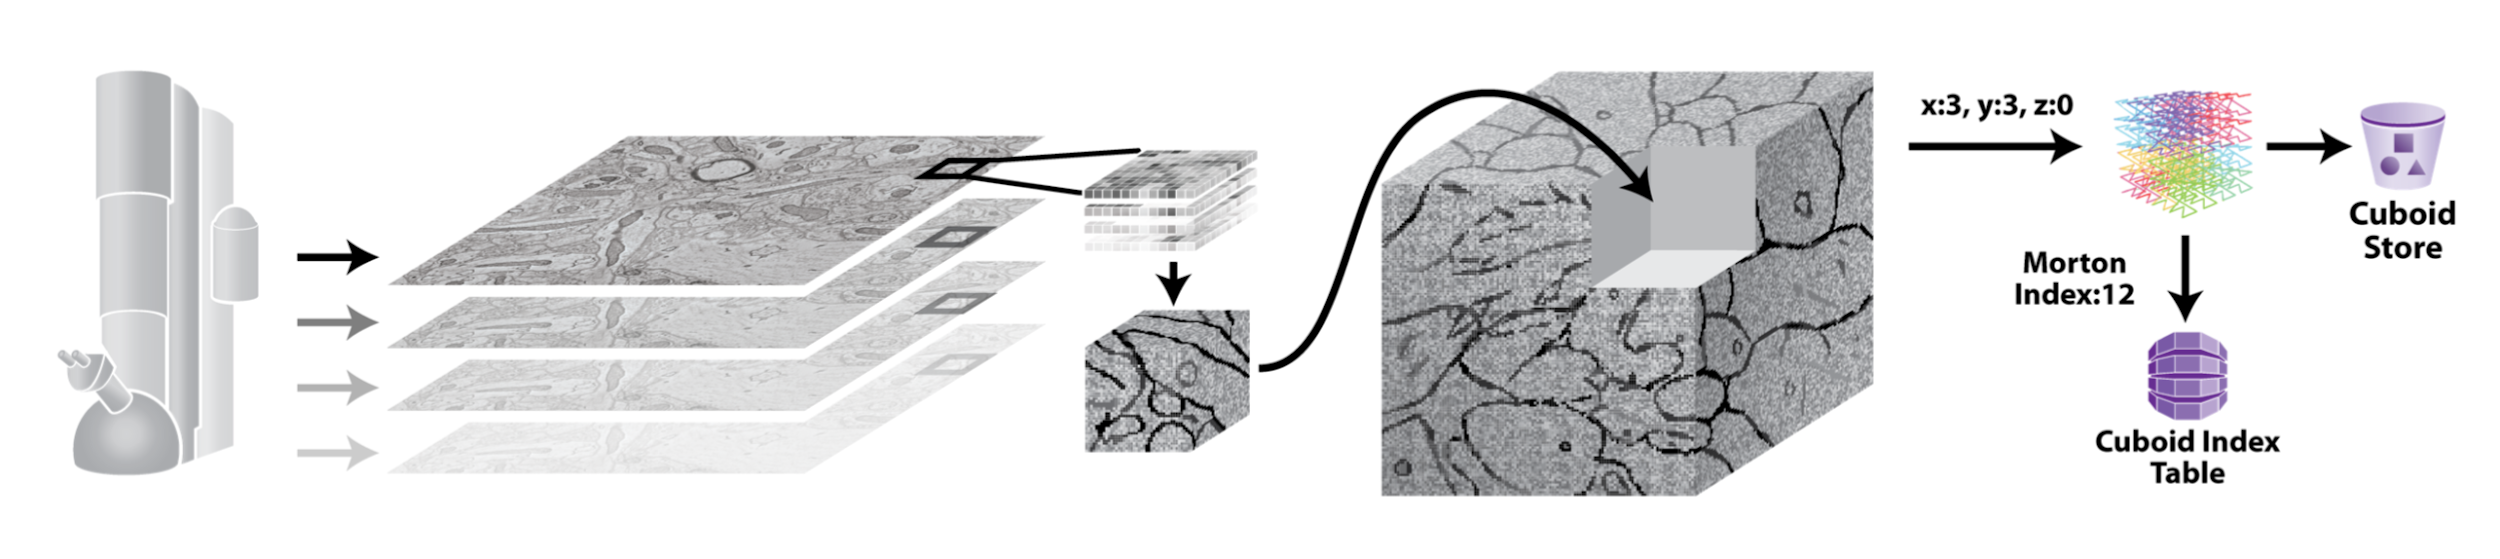 x:3, y:3, z:0
Cuboid
Store
Morton
Index:12
Cuboid Index
Table